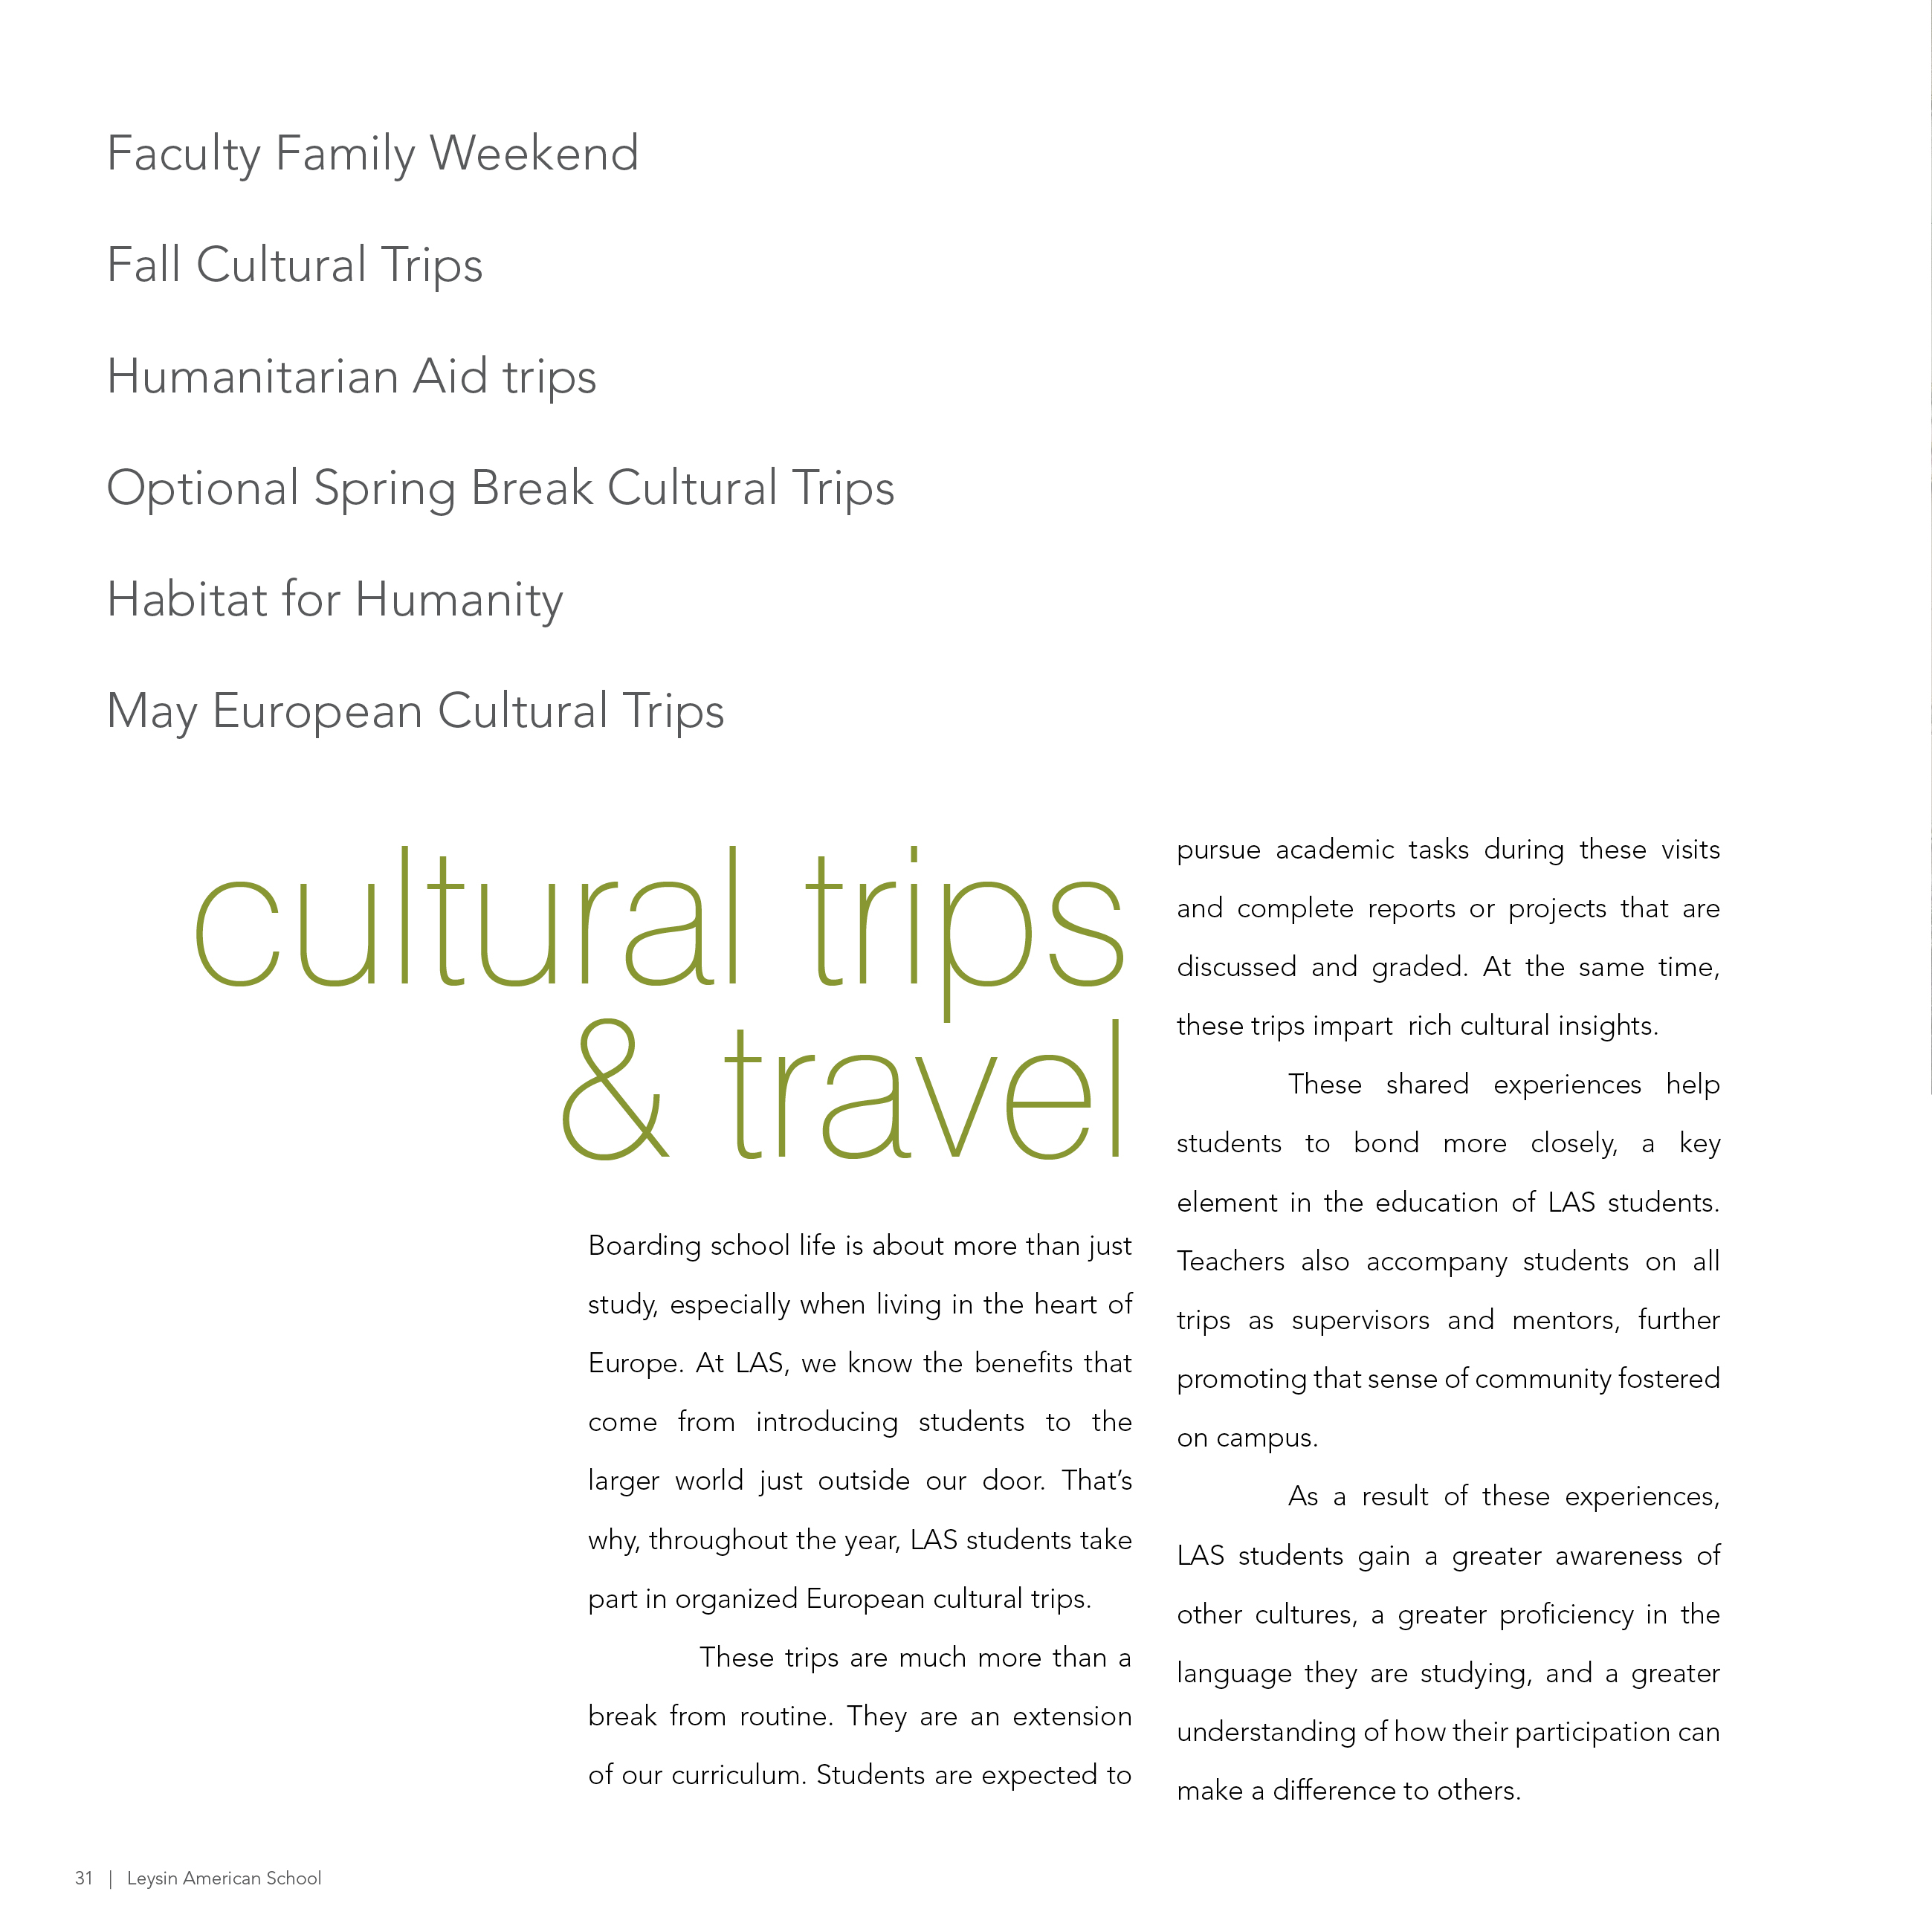 Faculty Family Weekend
Fall Cultural Trips
Humanitarian Aid trips
Optional Spring Break Cultural Trips
Habitat for Humanity
May European Cultural Trips
cultural trips
& travel
Boarding school life is about more than just
study, especially when living in the heart of
Europe. At LAS, we know the benefits that
come from introducing students to the
larger world just outside our door. That’s
why, throughout the year, LAS students take
part in organized European cultural trips.
These trips are much more than a
break from routine. They are an extension
of our curriculum. Students are expected to
pursue academic tasks during these visits
and complete reports or projects that are
discussed and graded. At the same time,
these trips impart rich cultural insights.
These shared experiences help
students to bond more closely, a key
element in the education of LAS students.
Teachers also accompany students on all
trips as supervisors and mentors, further
promoting that sense of community fostered
on campus.
As a result of these experiences,
LAS students gain a greater awareness of
other cultures, a greater proficiency in the
language they are studying, and a greater
understanding of how their participation can
make a difference to others.
31 | Leysin American School